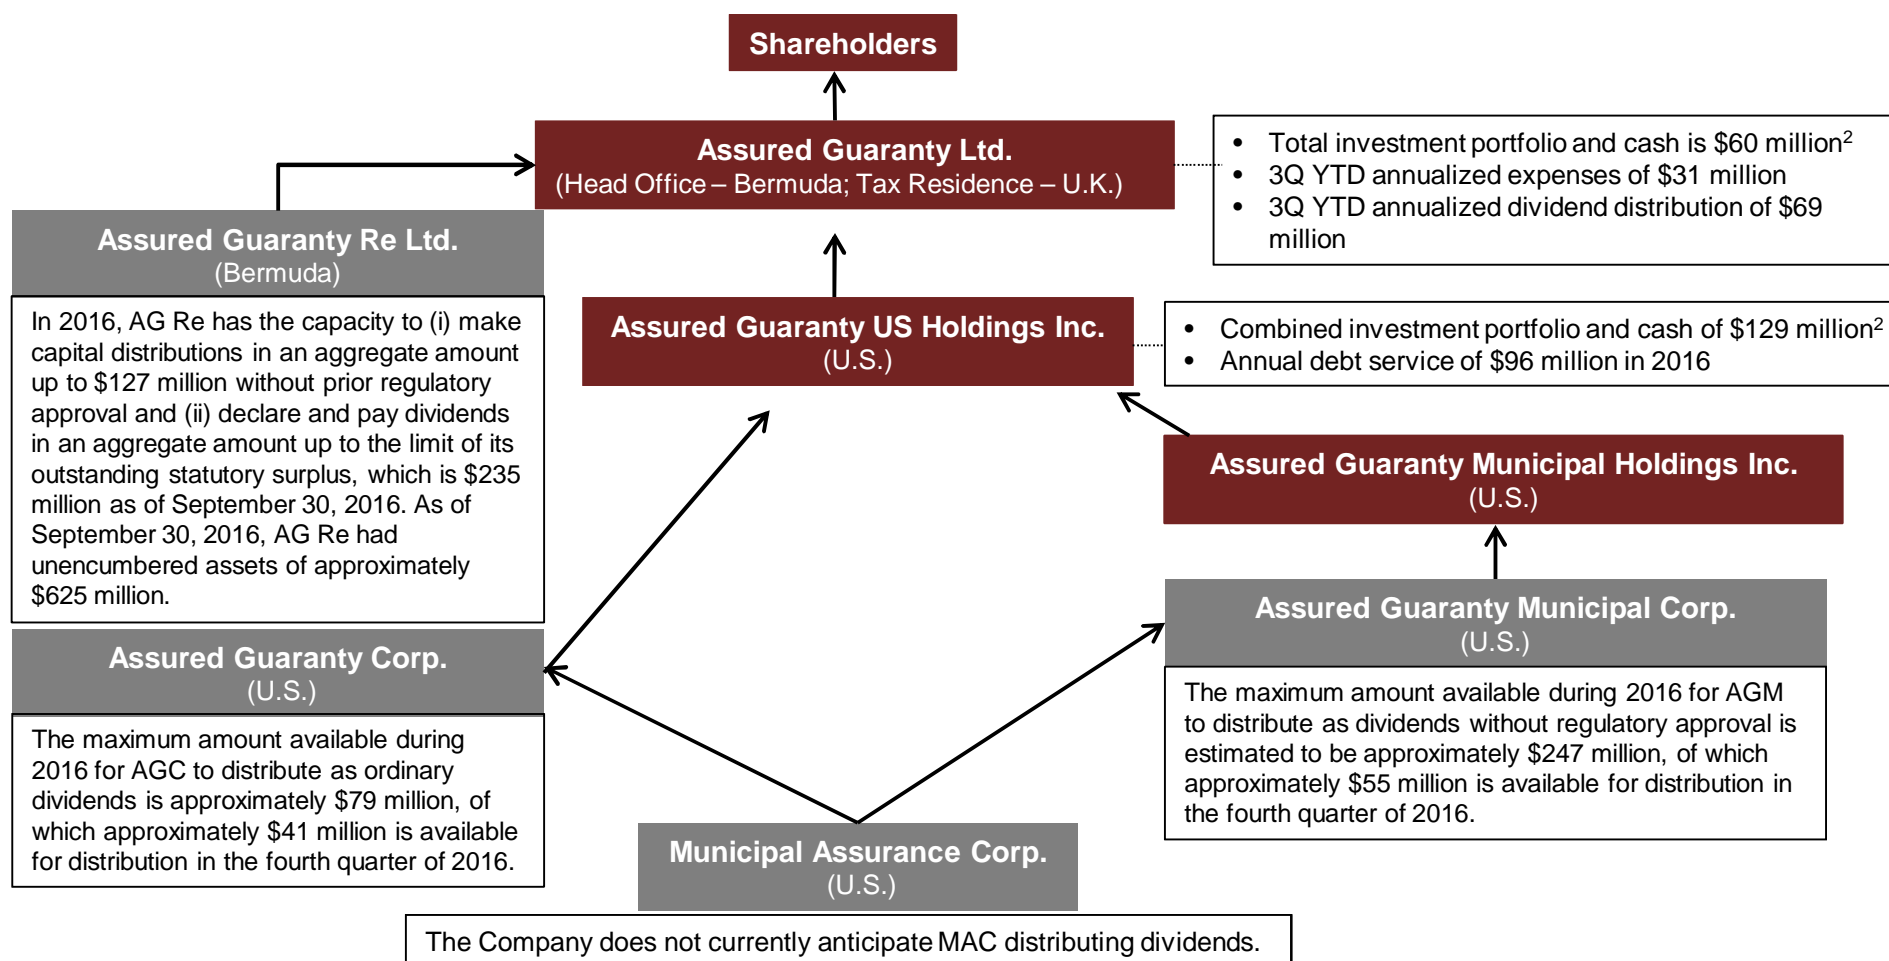 Shareholders
Assured Guaranty Ltd.
(Head Office – Bermuda; Tax Residence – U.K.)
• Total investment portfolio and cash is $60 million2
• 3Q YTD annualized expenses of $31 million
• 3Q YTD annualized dividend distribution of $69
million
Assured Guaranty Re Ltd.
(Bermuda)
In 2016, AG Re has the capacity to (i) make
capital distributions in an aggregate amount
up to $127 million without prior regulatory
approval and (ii) declare and pay dividends
in an aggregate amount up to the limit of its
outstanding statutory surplus, which is $235
million as of September 30, 2016. As of
September 30, 2016, AG Re had
unencumbered assets of approximately
$625 million.
Assured Guaranty US Holdings Inc.
(U.S.)
• Combined investment portfolio and cash of $129 million2
• Annual debt service of $96 million in 2016
Assured Guaranty Municipal Holdings Inc.
(U.S.)
Assured Guaranty Municipal Corp.
(U.S.)
The maximum amount available during 2016 for AGM
to distribute as dividends without regulatory approval is
estimated to be approximately $247 million, of which
approximately $55 million is available for distribution in
the fourth quarter of 2016.
Assured Guaranty Corp.
(U.S.)
The maximum amount available during
2016 for AGC to distribute as ordinary
dividends is approximately $79 million, of
which approximately $41 million is available
for distribution in the fourth quarter of 2016.
Municipal Assurance Corp.
(U.S.)
The Company does not currently anticipate MAC distributing dividends.